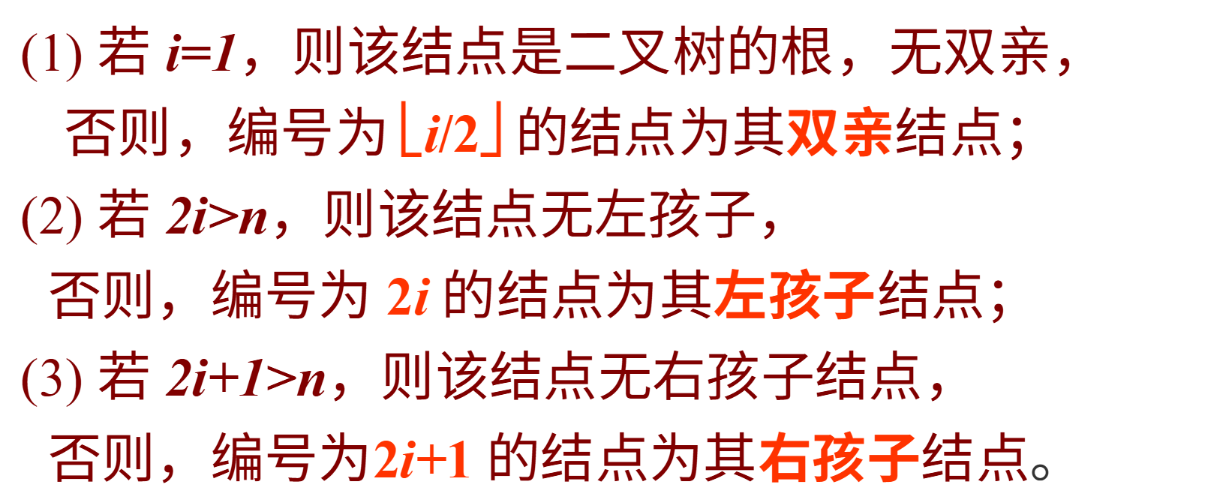 (1) 若 i=1，则该结点是二叉树的根，无双亲，
否则，编号为⌊i/2⌋的结点为其双亲结点；
(2) 若 2i>n，则该结点无左孩子，
否则，编号为 2i 的结点为其左孩子结点；
(3) 若 2i+1>n，则该结点无右孩子结点，
否则，编号为2i+1 的结点为其右孩子结点。